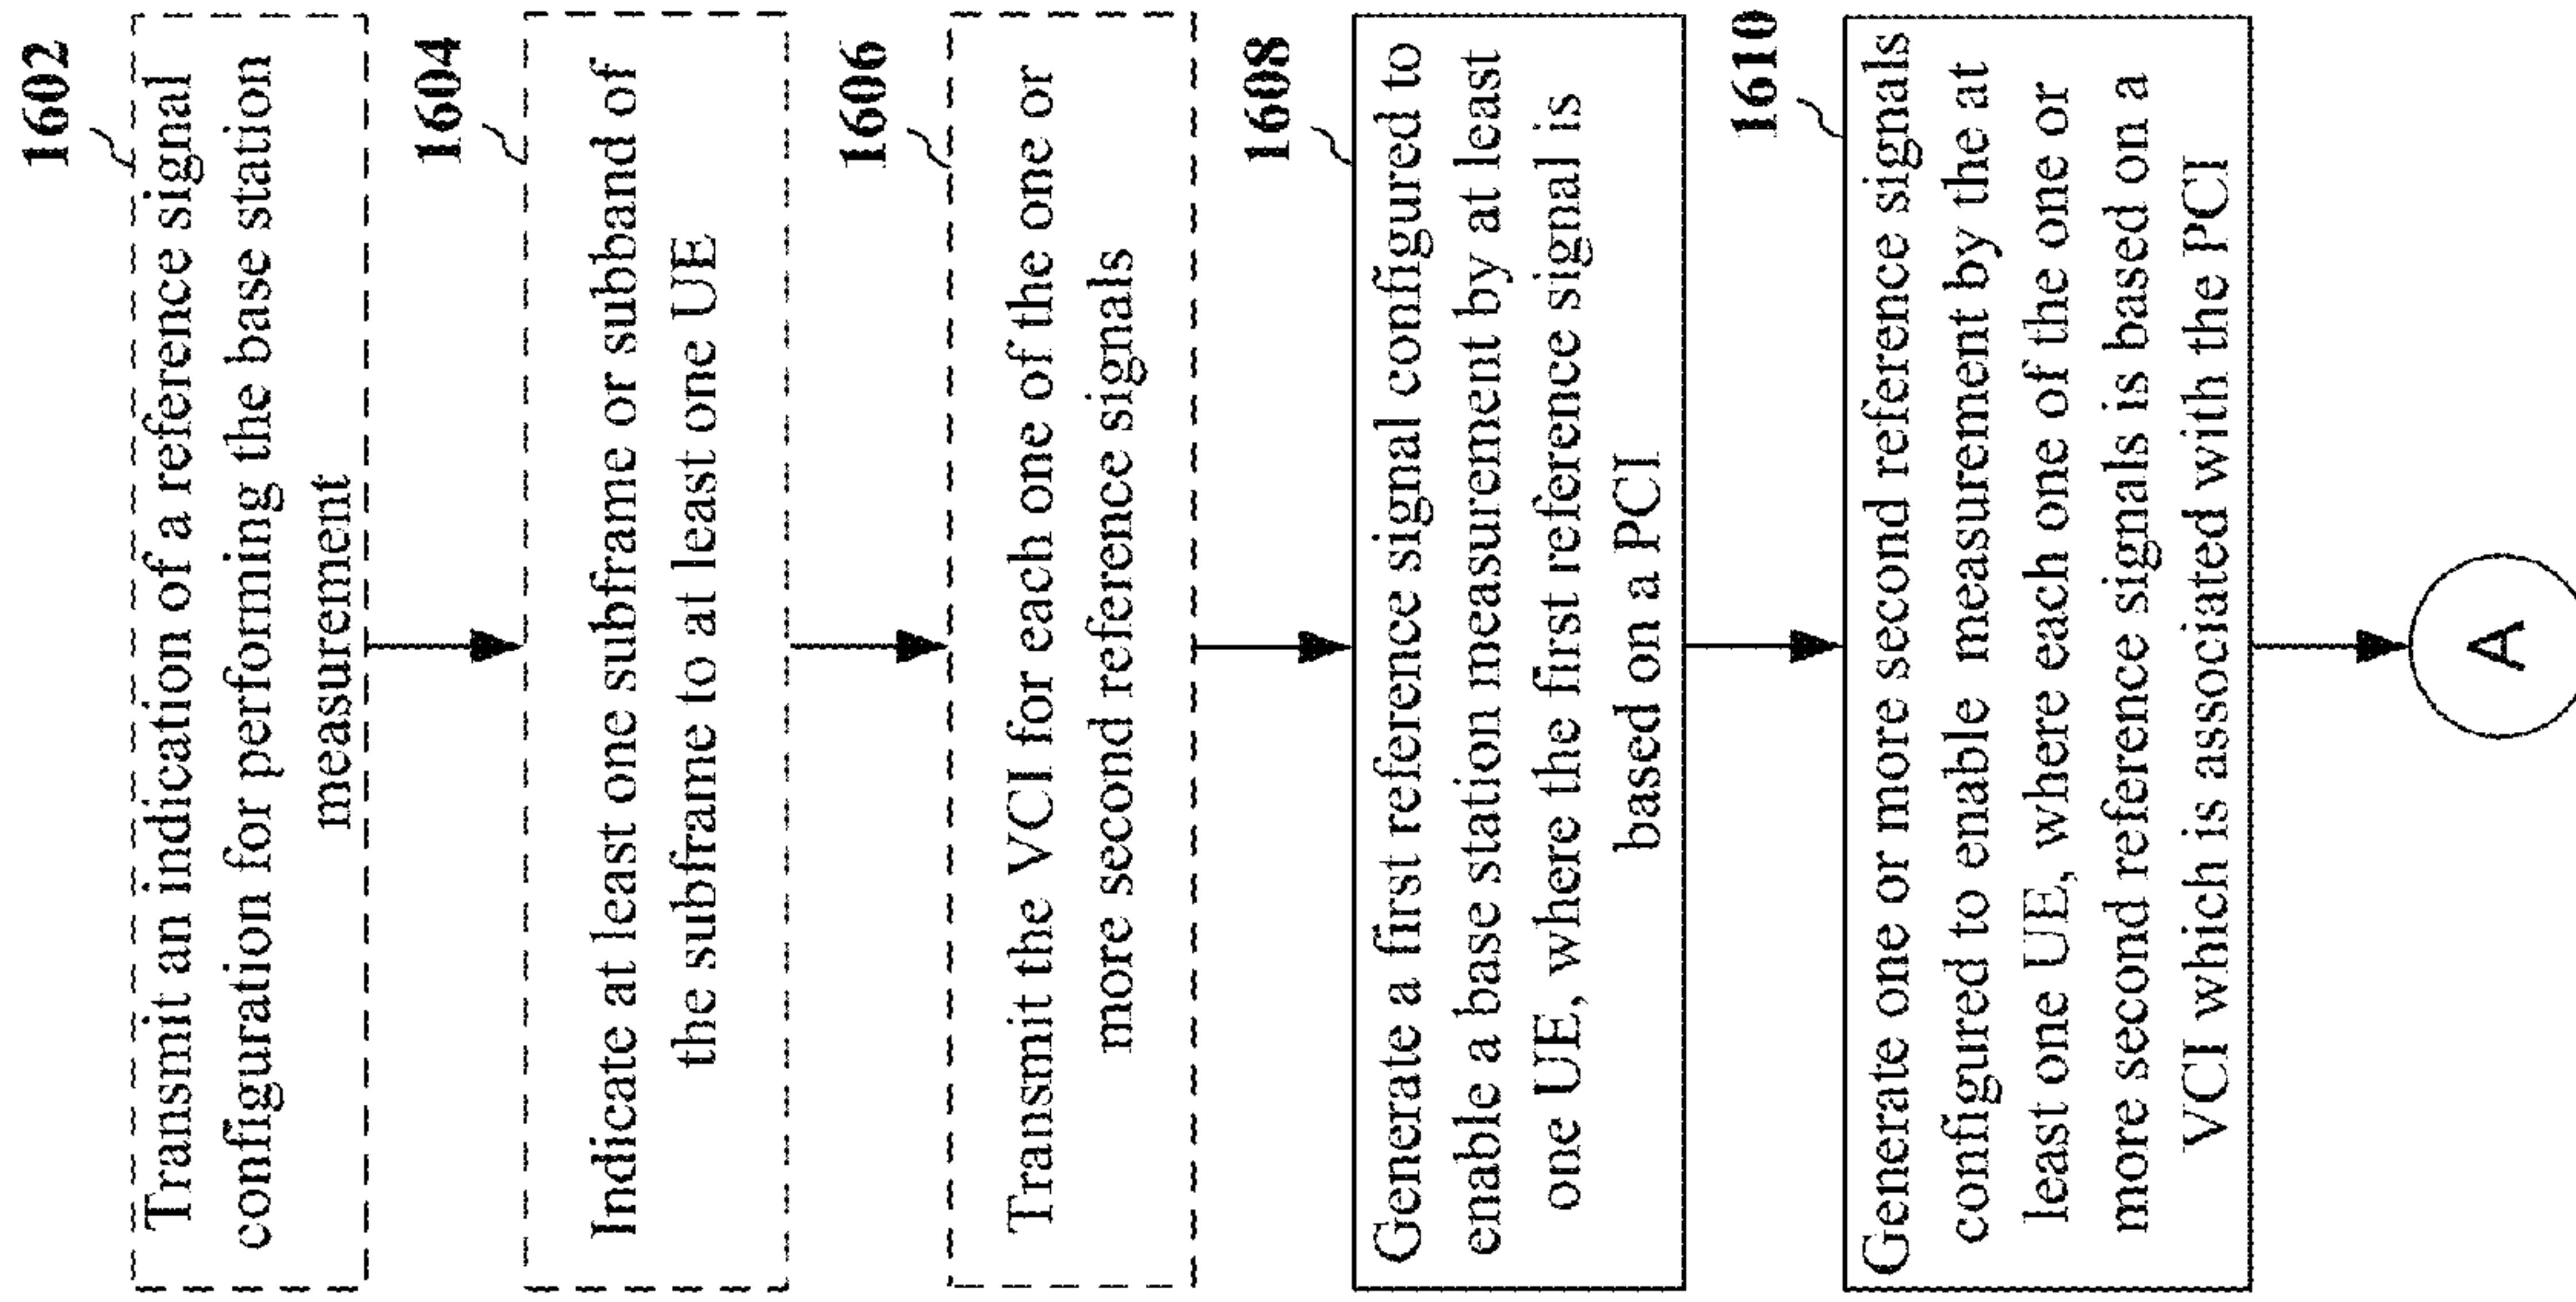 1602
Transmit an indication of a reference signal
configuration for performing the base station
measurement
1604
Indicate at least one subframe or subband of
the subframe to at least one UE
1606
Transmit the VCI for each one of the one or
more second reference signals
1608
Generate a first reference signal configured to
enable a base station measurement by at least
one UE, where the first reference signal is
based on a PCI
1610
Generate one or more second reference signals
configured to enable measurement by the at
least one UE, where each one of the one or
more second reference signals is based on a
VCI which is associated with the PCI
A